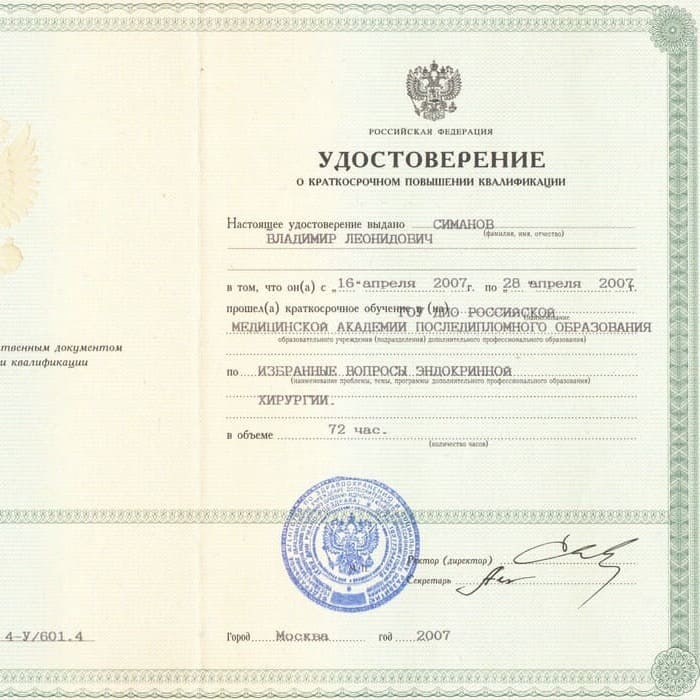 РОССИЙСКАЯ ФЕДЕРАЦИЯ
УДОСТОВЕРЕНИЕ
О КРАТКОСРОЧНОМ ПОВЫШЕНИИ КВАЛИФИКАЦИИ
Настоящее удостоверение выдано СИМАНОВ
(фамилия, имя, отчество)
ВЛАДИМИР ЛЕОНИДОВИЧ
в том, что он(а) с „16 апреля 2007 г. по „28 апреля 2007 г.
прошел(а) краткосрочное обучение в (на) ГОУ ДПО РОССИЙСКОЙ
(наименование
МЕДИЦИНСКОЙ АКАДЕМИИ ПОСЛЕДИПЛОМНОГО ОБРАЗОВАНИЯ
образовательного учреждения (подразделения) дополнительного профессионального образования)
по ИЗБРАННЫЕ ВОПРОСЫ ЭНДОКРИННОЙ
(наименование проблемы, темы, программы дополнительного профессионального образования)
ХИРУРГИИ.
в объеме 72 час.
(количество часов)
ственным документом
и квалификации
Ректор (директор)
Секретарь
4-У/601.4
Город Москва год 2007